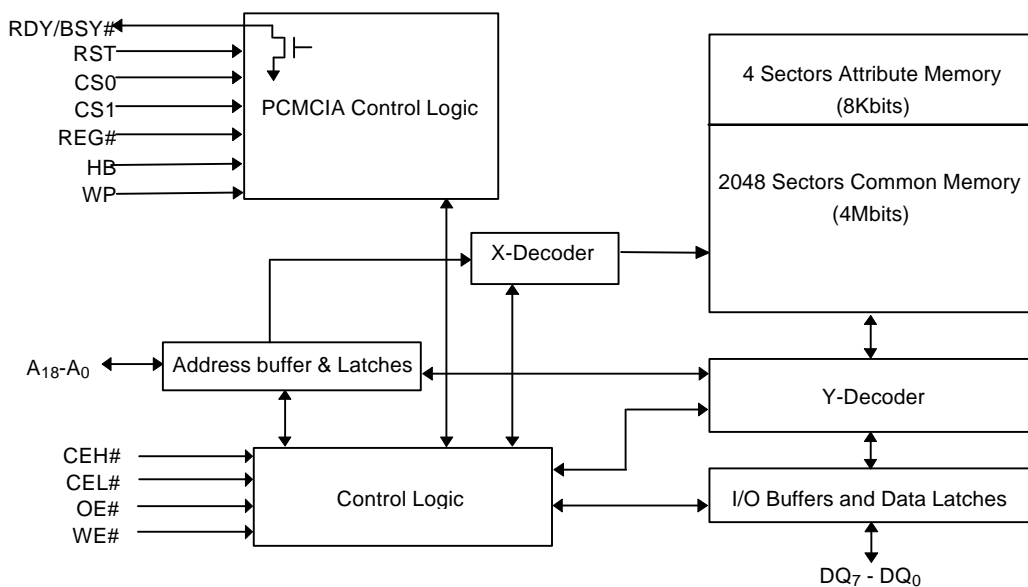 RDY/BSY#
RST
CS0
CS1
REG#
HB
WP
PCMCIA Control Logic
4 Sectors Attribute Memory
(8Kbits)
2048 Sectors Common Memory
(4Mbits)
X-Decoder
A18-A0
Address buffer & Latches
Y-Decoder
CEH#
CEL#
OE#
WE#
Control Logic
I/O Buffers and Data Latches
DQ7 - DQ0